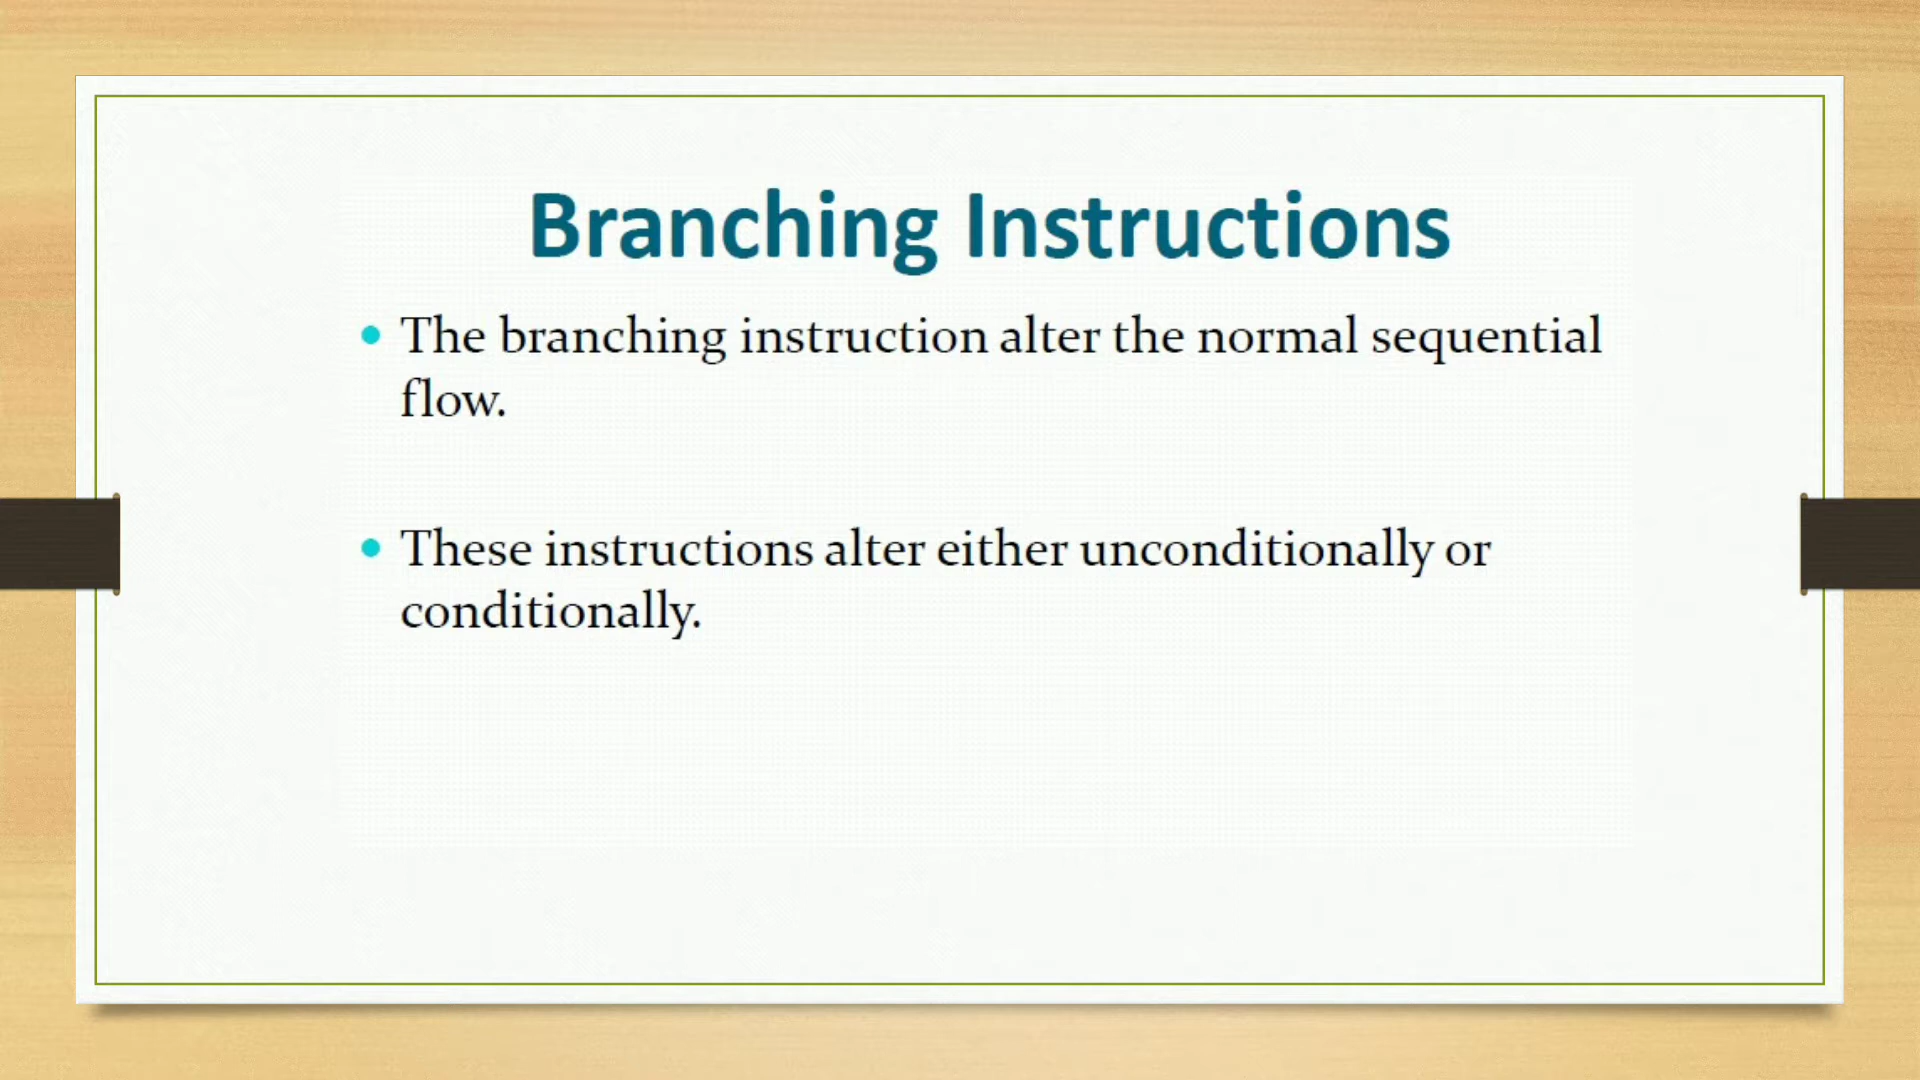 Branching Instructions
• The branching instruction alter the normal sequential
flow.
• These instructions alter either unconditionally or
conditionally.